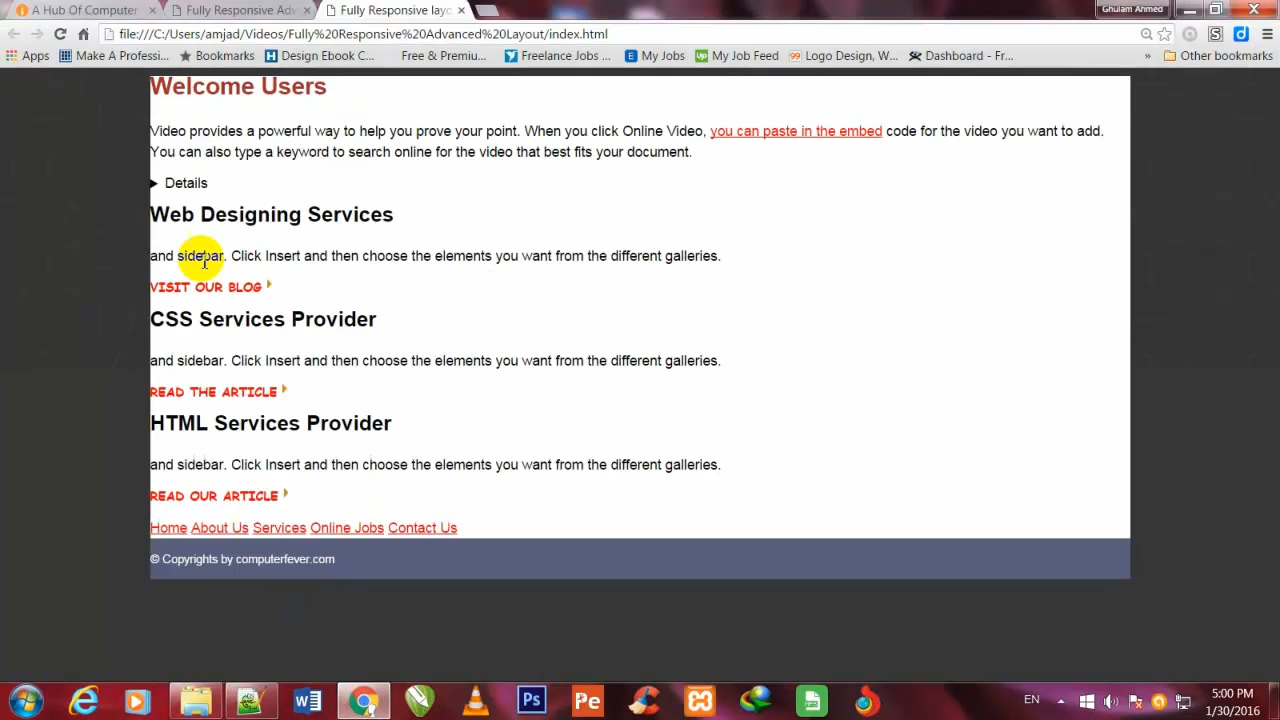 A Hub Of Computer
Fully Responsive Adv
Fully Responsive layo
Ghulam Ahmed
file:///C:/Users/amjad/Videos/Fully%20Responsive%20Advanced%20Layout/index.html
Apps
Make A Professi...
Bookmarks
Design Ebook C...
Free & Premiu...
Freelance Jobs ...
My Jobs
My Job Feed
Logo Design, W...
Dashboard - Fr...
»
Other bookmarks
Welcome Users
Video provides a powerful way to help you prove your point. When you click Online Video, you can paste in the embed code for the video you want to add.
You can also type a keyword to search online for the video that best fits your document.
Details
Web Designing Services
and sidebar. Click Insert and then choose the elements you want from the different galleries.
VISIT OUR BLOG
CSS Services Provider
and sidebar. Click Insert and then choose the elements you want from the different galleries.
READ THE ARTICLE
HTML Services Provider
and sidebar. Click Insert and then choose the elements you want from the different galleries.
READ OUR ARTICLE
Home About Us Services Online Jobs Contact Us
© Copyrights by computerfever.com
EN
5:00 PM
1/30/2016